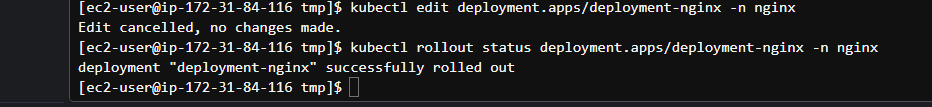 [ec2-user@ip-172-31-84-116 tmp]$ kubectl edit deployment.apps/deployment-nginx -n nginx
Edit cancelled, no changes made.
[ec2-user@ip-172-31-84-116 tmp]$ kubectl rollout status deployment.apps/deployment-nginx -n nginx
deployment "deployment-nginx" successfully rolled out
[ec2-user@ip-172-31-84-116 tmp]$